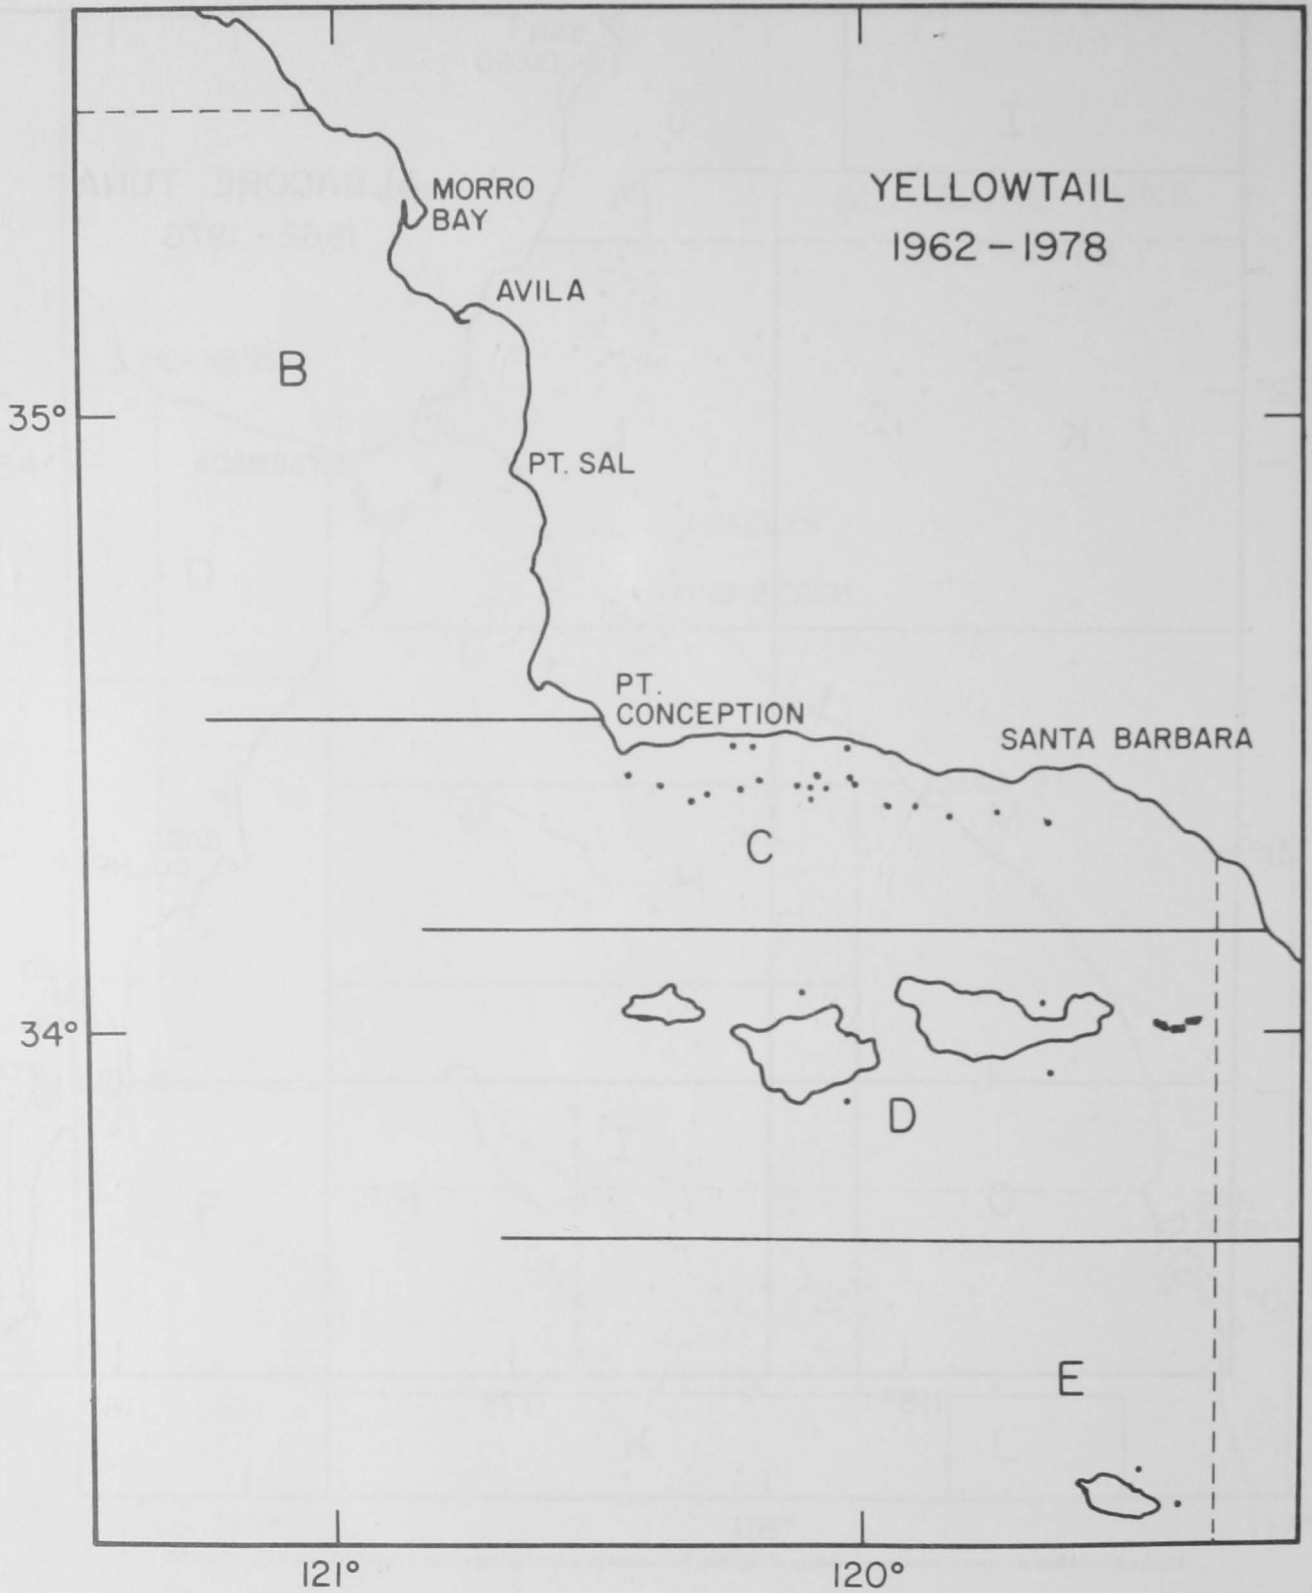 YELLOWTAIL
1962 – 1978
MORRO
BAY
AVILA
B
35°
PT. SAL
PT.
CONCEPTION
SANTA BARBARA
C
34°
D
E
121°
120°